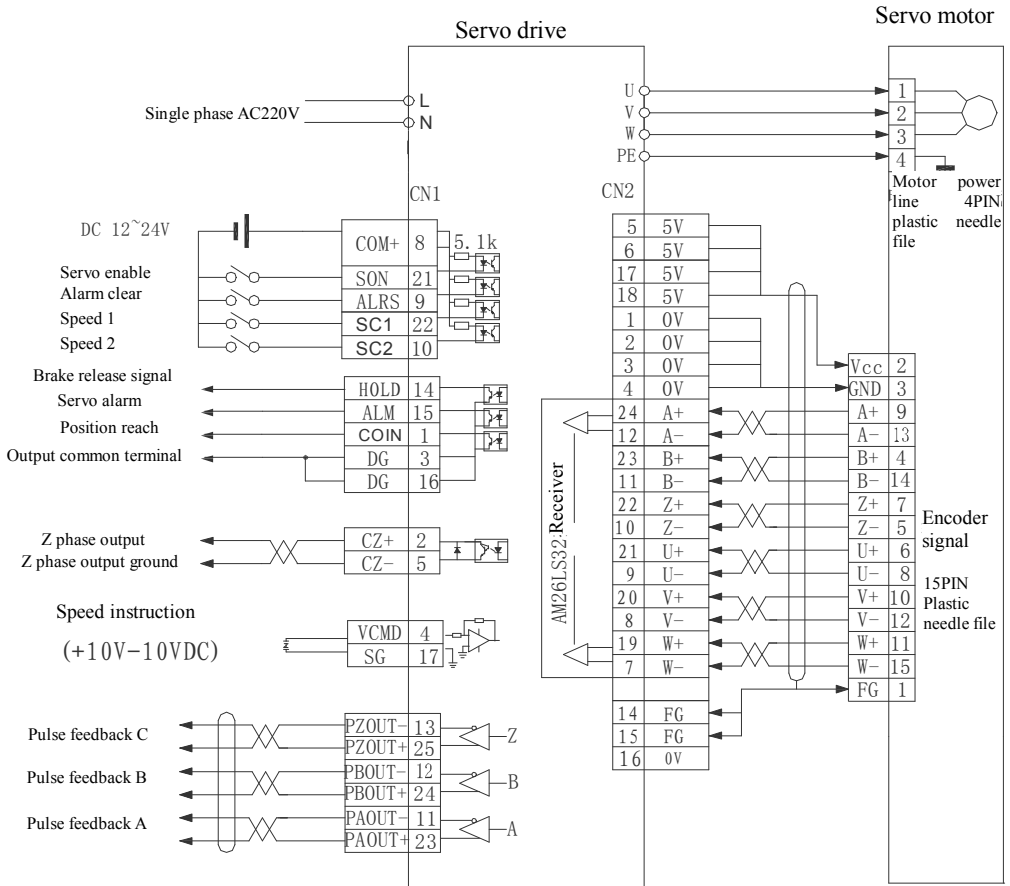 Servo motor
Servo drive
Single phase AC220V
L
N
U
V
W
PE
1
2
3
4
Motor power
line 4PIN
plastic needle
file
CN1
CN2
DC 12~24V
COM+ 8 5.1k
Servo enable SON 21
Alarm clear ALRS 9
Speed 1 SC1 22
Speed 2 SC2 10
Brake release signal HOLD 14
Servo alarm ALM 15
Position reach COIN 1
Output common terminal DG 3
DG 16
Z phase output CZ+ 2
Z phase output ground CZ- 5
Speed instruction
(+10V-10VDC)
VCMD 4
SG 17
Pulse feedback C
PZOUT- 13
PZOUT+ 25
Z
Pulse feedback B
PBOUT- 12
PBOUT+ 24
B
Pulse feedback A
PAOUT- 11
PAOUT+ 23
A
5 5V
6 5V
17 5V
18 5V
1 0V
2 0V
3 0V
4 0V
24 A+
12 A-
23 B+
11 B-
22 Z+
10 Z-
21 U+
9 U-
20 V+
8 V-
19 W+
7 W-
14 FG
15 FG
16 0V
AM26LS32 Receiver
Vcc 2
GND 3
A+ 9
A- 13
B+ 4
B- 14
Z+ 7
Z- 5
U+ 6
U- 8
V+ 10
V- 12
W+ 11
W- 15
FG 1
Encoder
signal
15PIN
Plastic
needle file